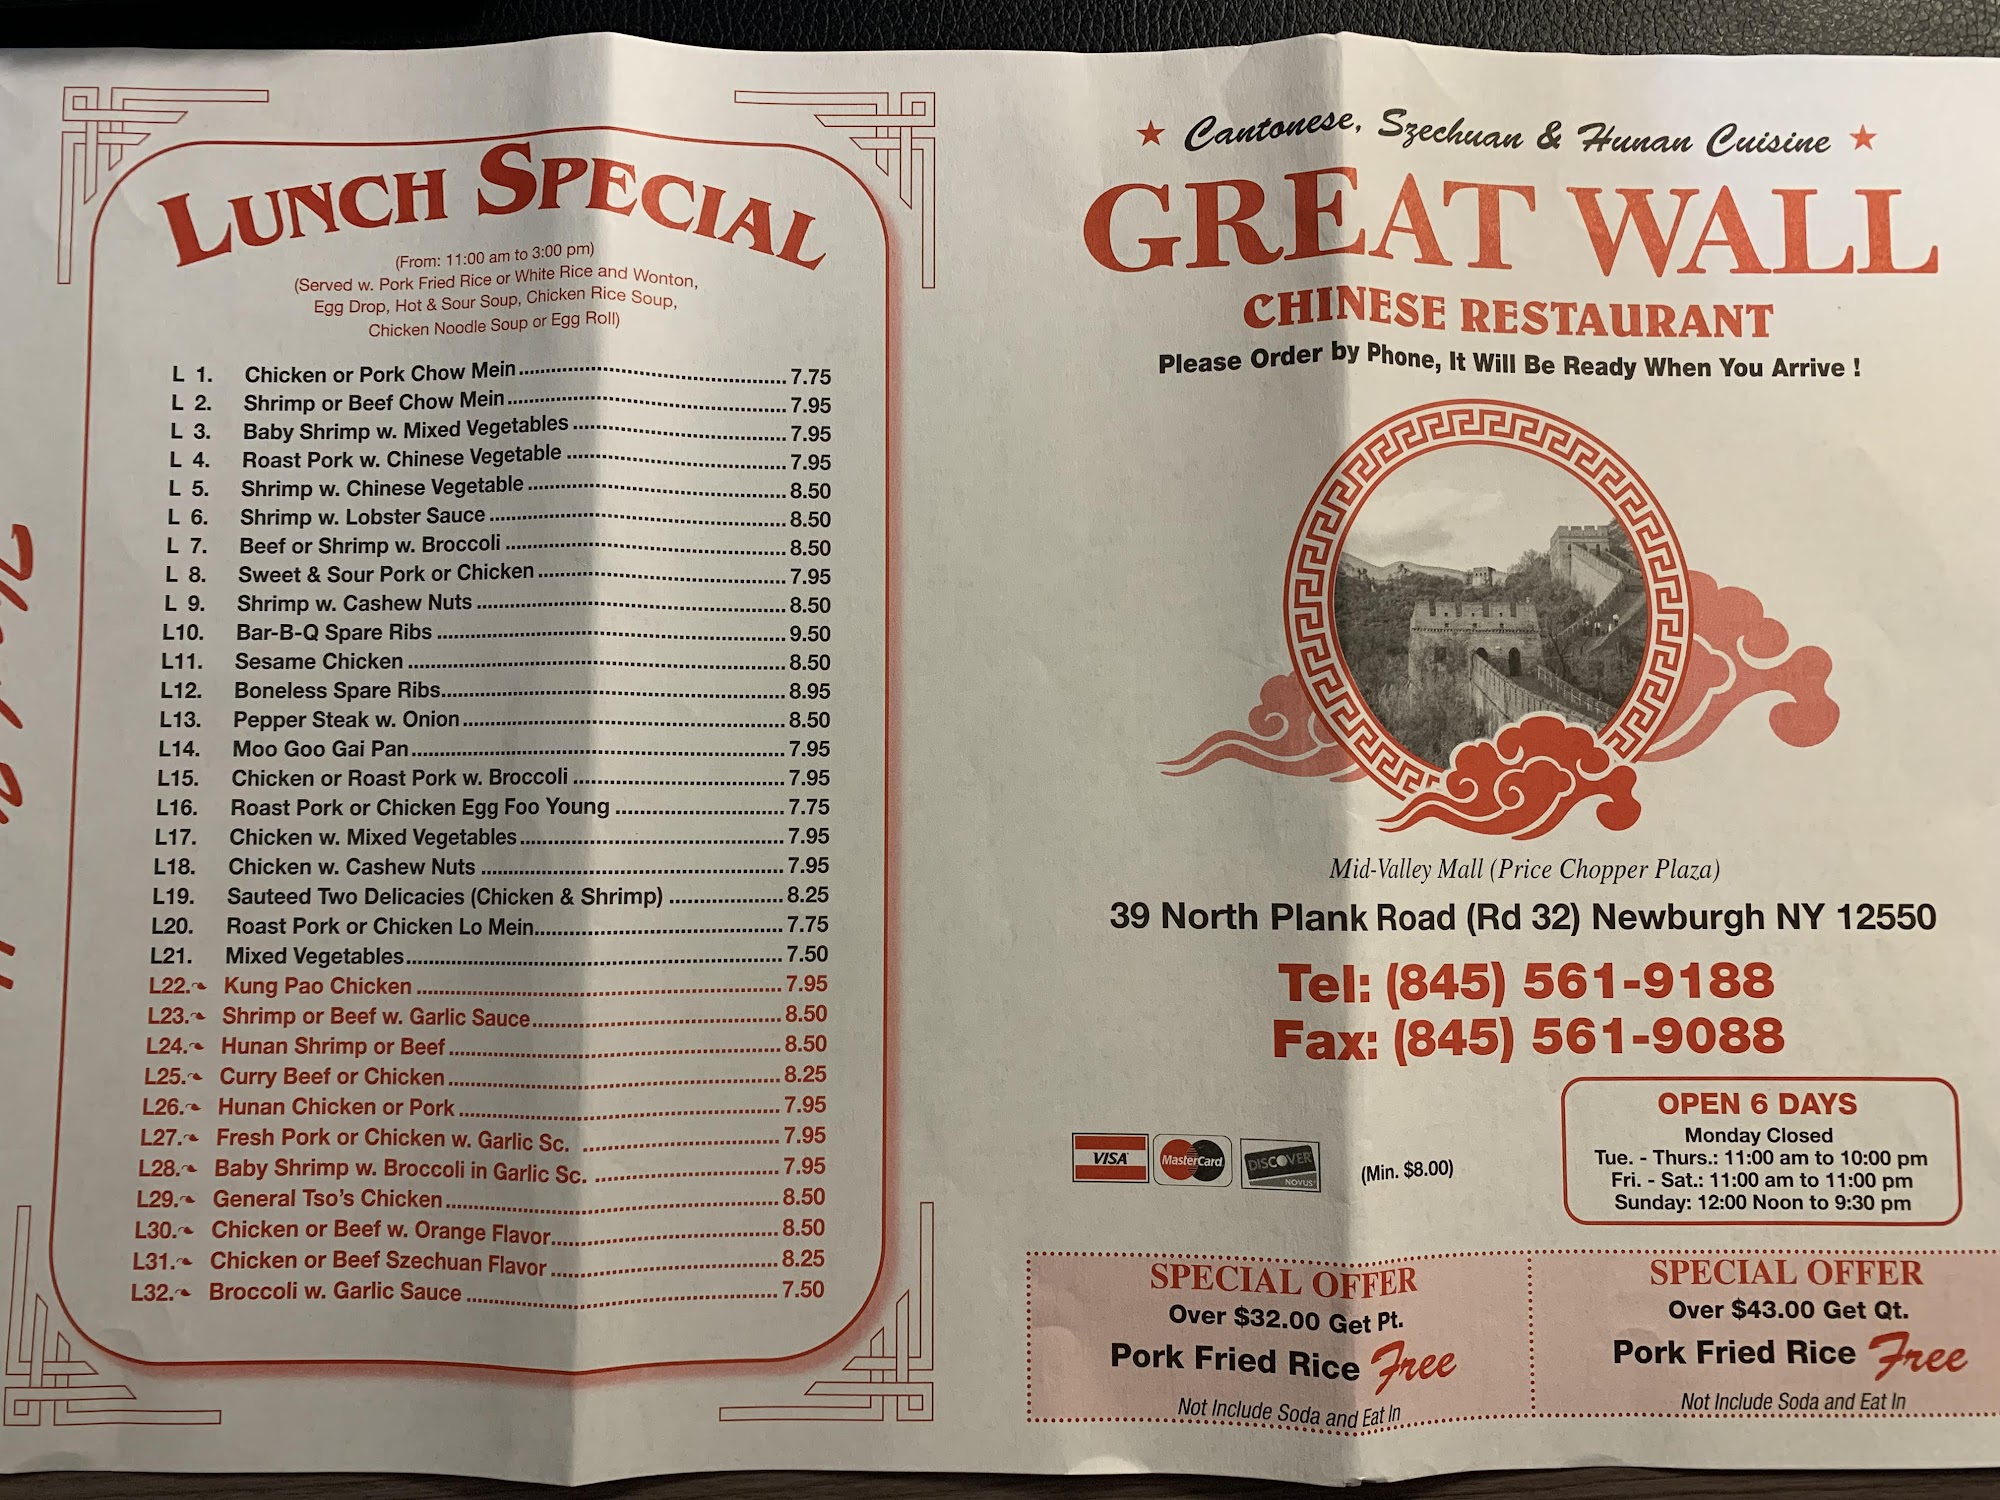 LUNCH SPECIAL
(From: 11:00 am to 3:00 pm)
(Served w. Pork Fried Rice or White Rice and Wonton,
Egg Drop, Hot & Sour Soup, Chicken Rice Soup,
Chicken Noodle Soup or Egg Roll)
L 1. Chicken or Pork Chow Mein 7.75
L 2. Shrimp or Beef Chow Mein 7.95
L 3. Baby Shrimp w. Mixed Vegetables 7.95
L 4. Roast Pork w. Chinese Vegetable 7.95
L 5. Shrimp w. Chinese Vegetable 8.50
L 6. Shrimp w. Lobster Sauce 8.50
L 7. Beef or Shrimp w. Broccoli 8.50
L 8. Sweet & Sour Pork or Chicken 7.95
L 9. Shrimp w. Cashew Nuts 8.50
L10. Bar-B-Q Spare Ribs 9.50
L11. Sesame Chicken 8.50
L12. Boneless Spare Ribs 8.95
L13. Pepper Steak w. Onion 8.50
L14. Moo Goo Gai Pan 7.95
L15. Chicken or Roast Pork w. Broccoli 7.95
L16. Roast Pork or Chicken Egg Foo Young 7.75
L17. Chicken w. Mixed Vegetables 7.95
L18. Chicken w. Cashew Nuts 7.95
L19. Sauteed Two Delicacies (Chicken & Shrimp) 8.25
L20. Roast Pork or Chicken Lo Mein 7.75
L21. Mixed Vegetables 7.50
L22. Kung Pao Chicken 7.95
L23. Shrimp or Beef w. Garlic Sauce 8.50
L24. Hunan Shrimp or Beef 8.50
L25. Curry Beef or Chicken 8.25
L26. Hunan Chicken or Pork 7.95
L27. Fresh Pork or Chicken w. Garlic Sc. 7.95
L28. Baby Shrimp w. Broccoli in Garlic Sc. 7.95
L29. General Tso's Chicken 8.50
L30. Chicken or Beef w. Orange Flavor 8.50
L31. Chicken or Beef Szechuan Flavor 8.25
L32. Broccoli w. Garlic Sauce 7.50
Cantonese, Szechuan & Hunan Cuisine
GREAT WALL
CHINESE RESTAURANT
Please Order by Phone, It Will Be Ready When You Arrive !
Mid-Valley Mall (Price Chopper Plaza)
39 North Plank Road (Rd 32) Newburgh NY 12550
Tel: (845) 561-9188
Fax: (845) 561-9088
VISA MasterCard DISCOVER NOVUS (Min. $8.00)
OPEN 6 DAYS
Monday Closed
Tue. - Thurs.: 11:00 am to 10:00 pm
Fri. - Sat.: 11:00 am to 11:00 pm
Sunday: 12:00 Noon to 9:30 pm
SPECIAL OFFER
Over $32.00 Get Pt.
Pork Fried Rice Free
Not Include Soda and Eat In
SPECIAL OFFER
Over $43.00 Get Qt.
Pork Fried Rice Free
Not Include Soda and Eat In